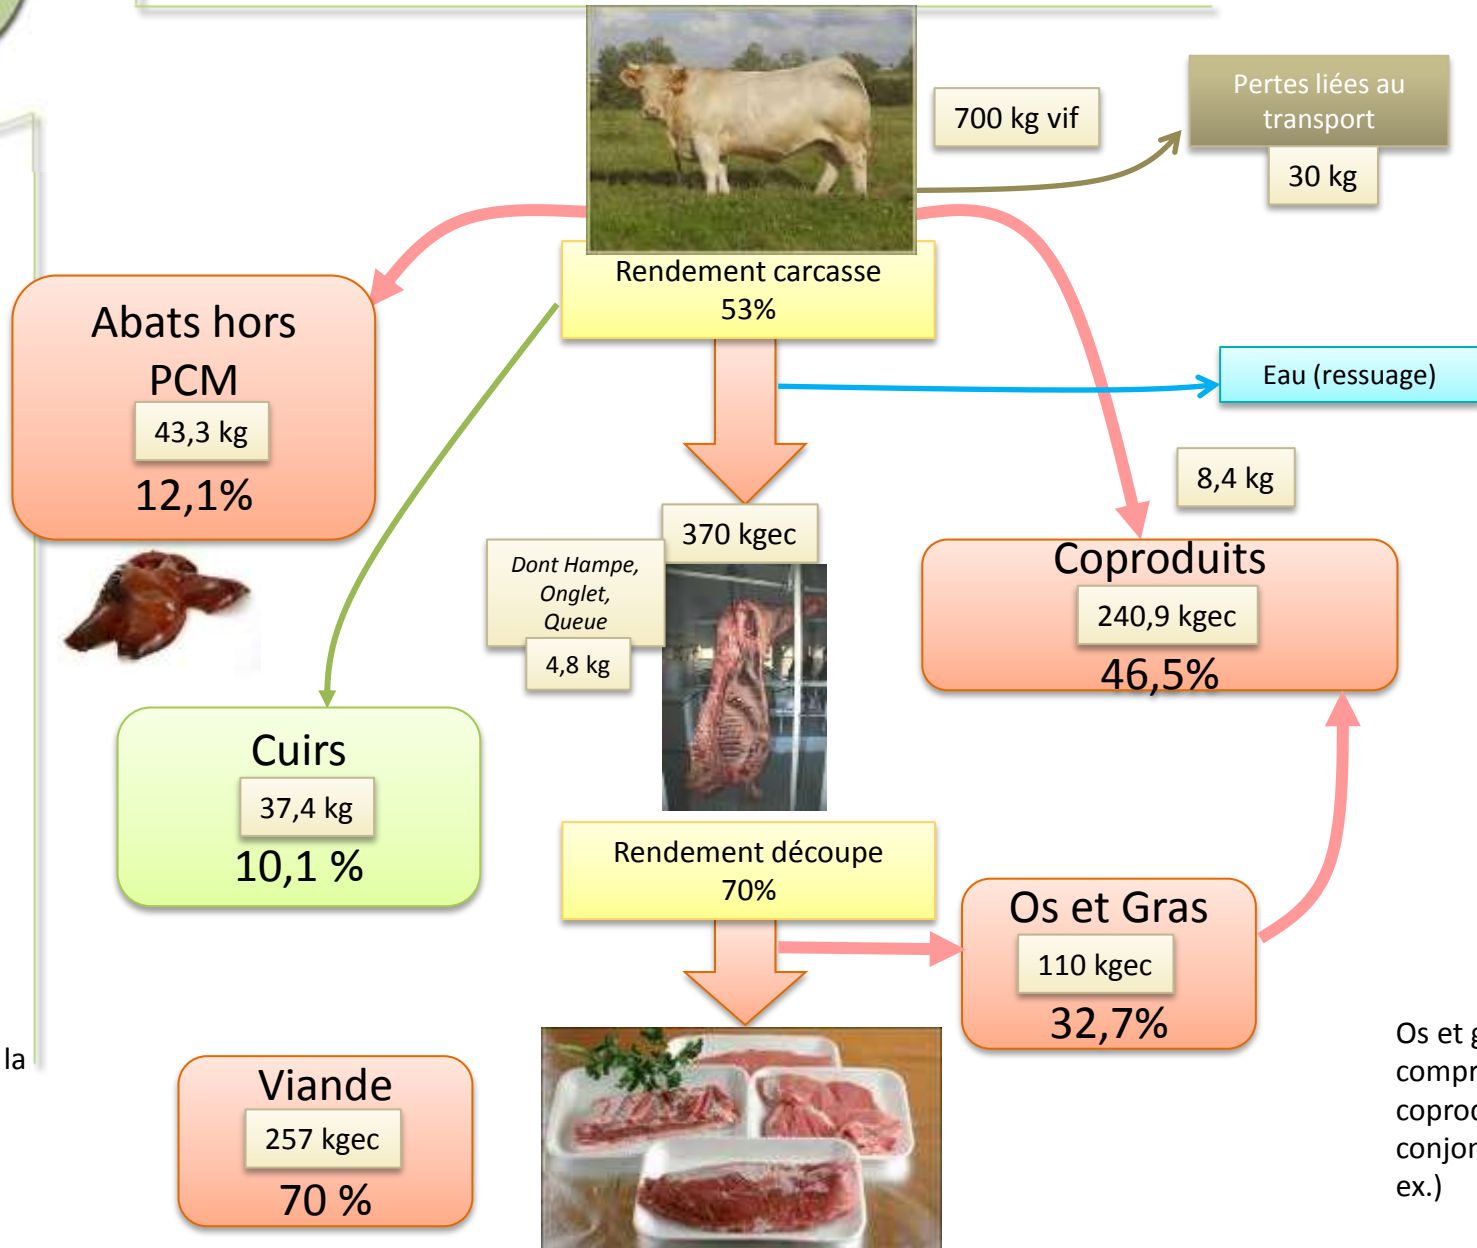 700 kg vif
Pertes liées au
transport
30 kg
Rendement carcasse
53%
Abats hors
PCM
43,3 kg
12,1%
Eau (ressuage)
8,4 kg
370 kgec
Dont Hampe,
Onglet,
Queue
4,8 kg
Coproduits
240,9 kgec
46,5%
Cuirs
37,4 kg
10,1 %
Rendement découpe
70%
Os et Gras
110 kgec
32,7%
la
Viande
257 kgec
70 %
Os et g
compr
coprod
conjon
ex.)